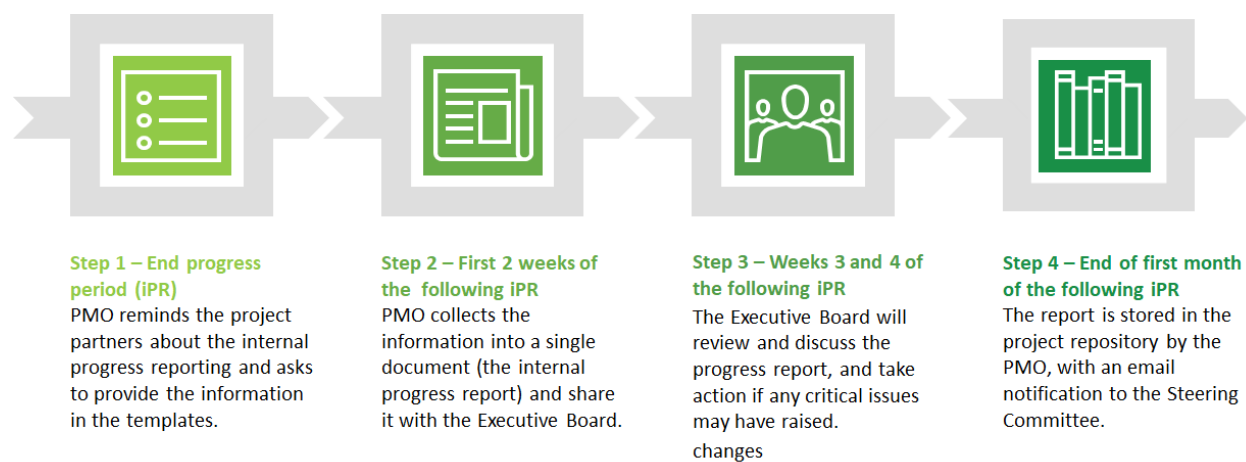 Step 1 – End progress
period (iPR)
PMO reminds the project
partners about the internal
progress reporting and asks
to provide the information
in the templates.
Step 2 – First 2 weeks of
the following iPR
PMO collects the
information into a single
document (the internal
progress report) and share
it with the Executive Board.
Step 3 – Weeks 3 and 4 of
the following iPR
The Executive Board will
review and discuss the
progress report, and take
action if any critical issues
may have raised.
changes
Step 4 – End of first month
of the following iPR
The report is stored in the
project repository by the
PMO, with an email
notification to the Steering
Committee.